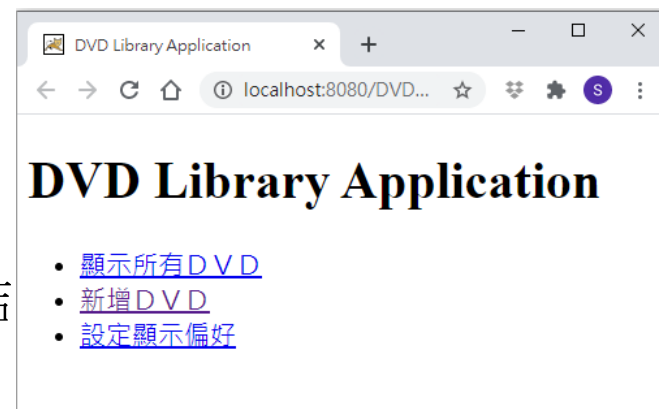 DVD Library Application
localhost:8080/DVD...
S
DVD Library Application
顯示所有ＤＶＤ
新增ＤＶＤ
設定顯示偏好